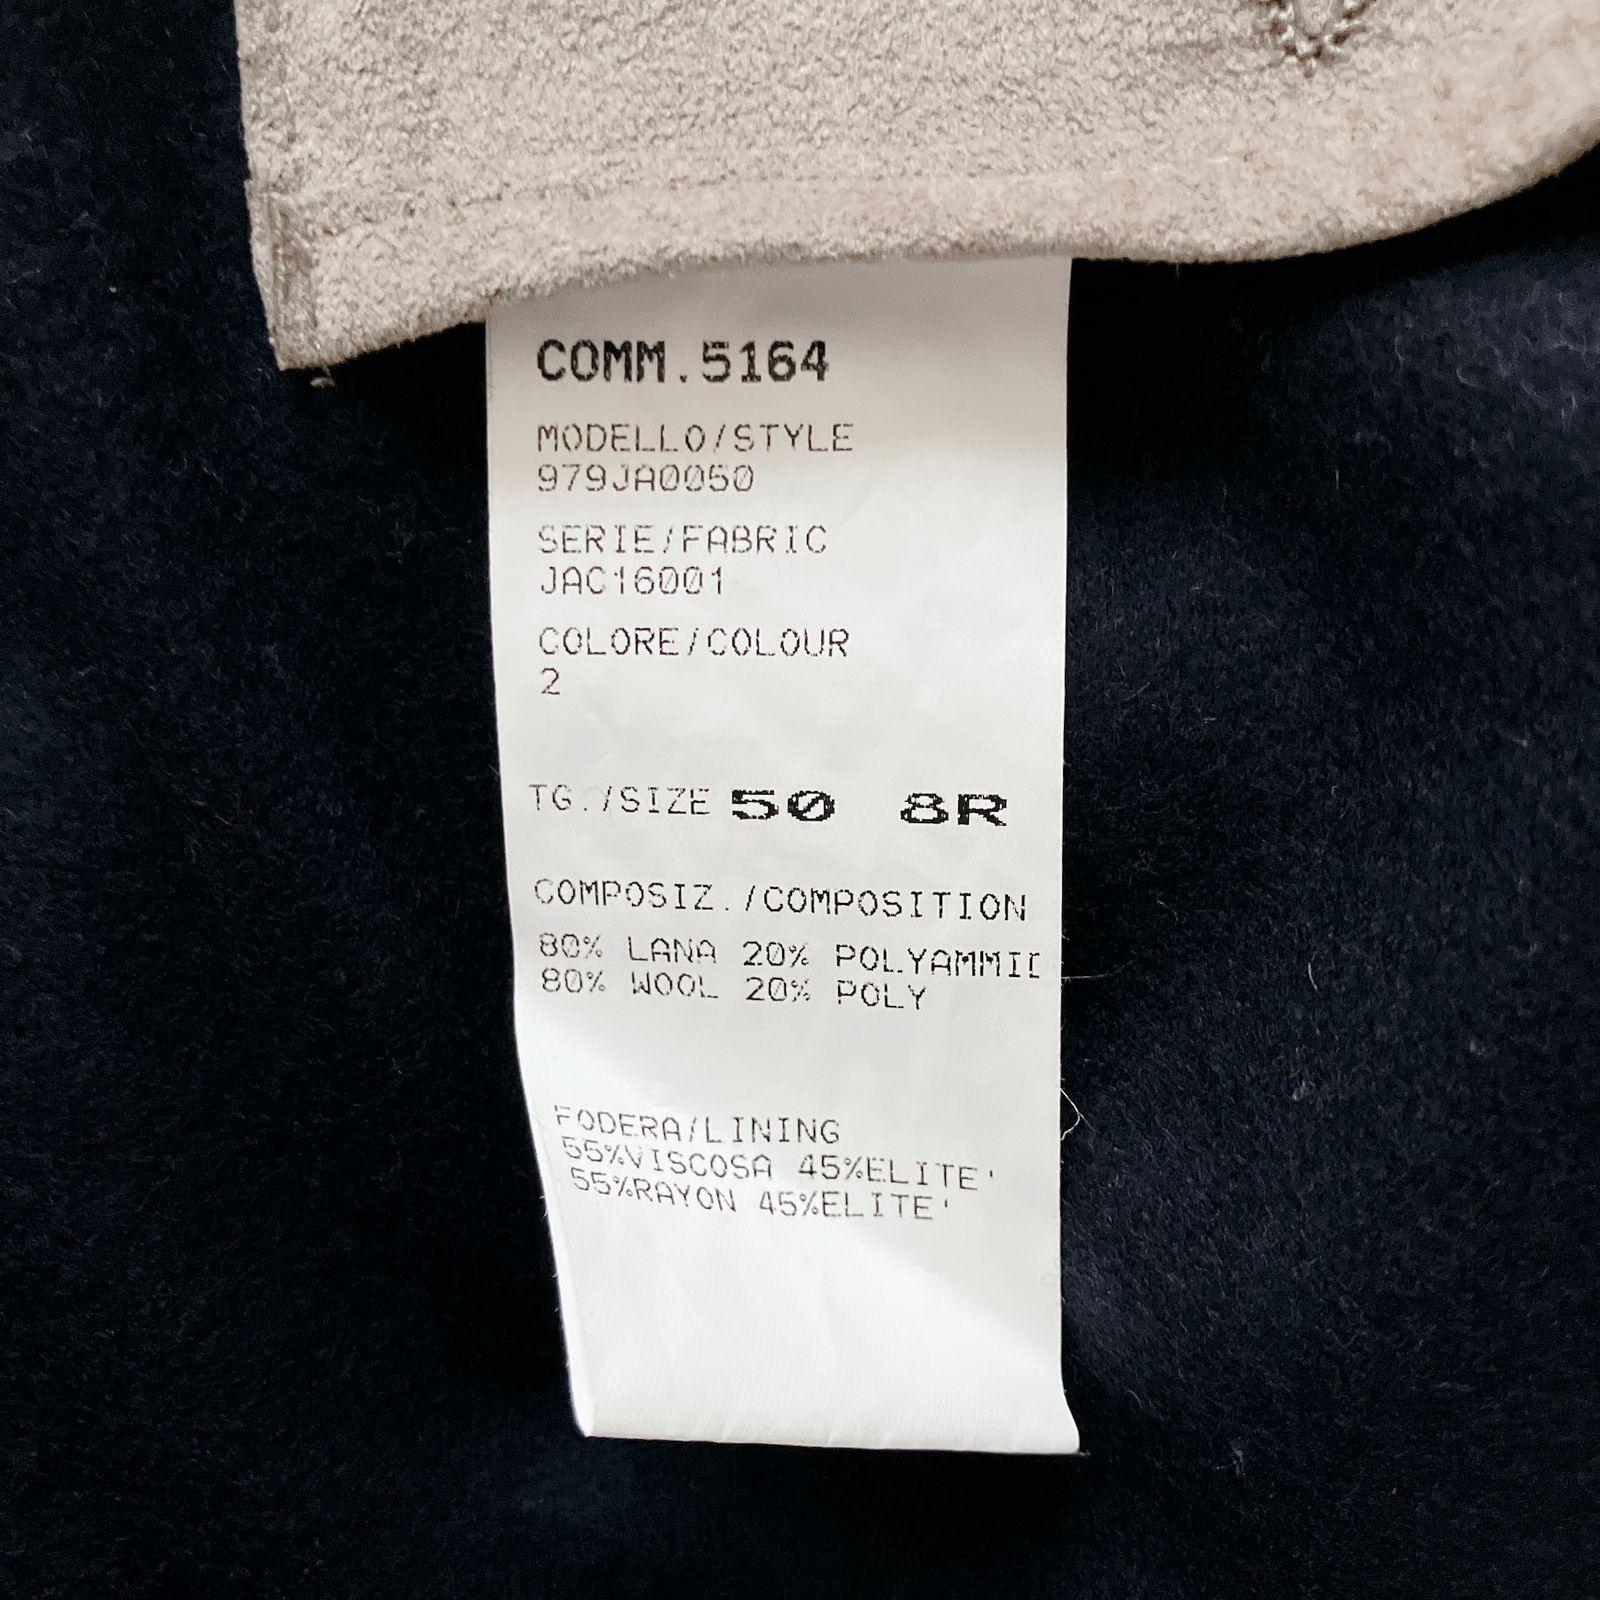 COMM.5164
MODELLO/STYLE
979JA0050
SERIE/FABRIC
JAC16001
COLORE/COLOUR
2
TG./SIZE 50 8R
COMPOSIZ./COMPOSITION
80% LANA 20% POLYAMMID
80% WOOL 20% POLY
FODERA/LINING
55%VISCOSA 45%ELITE'
55%RAYON 45%ELITE'